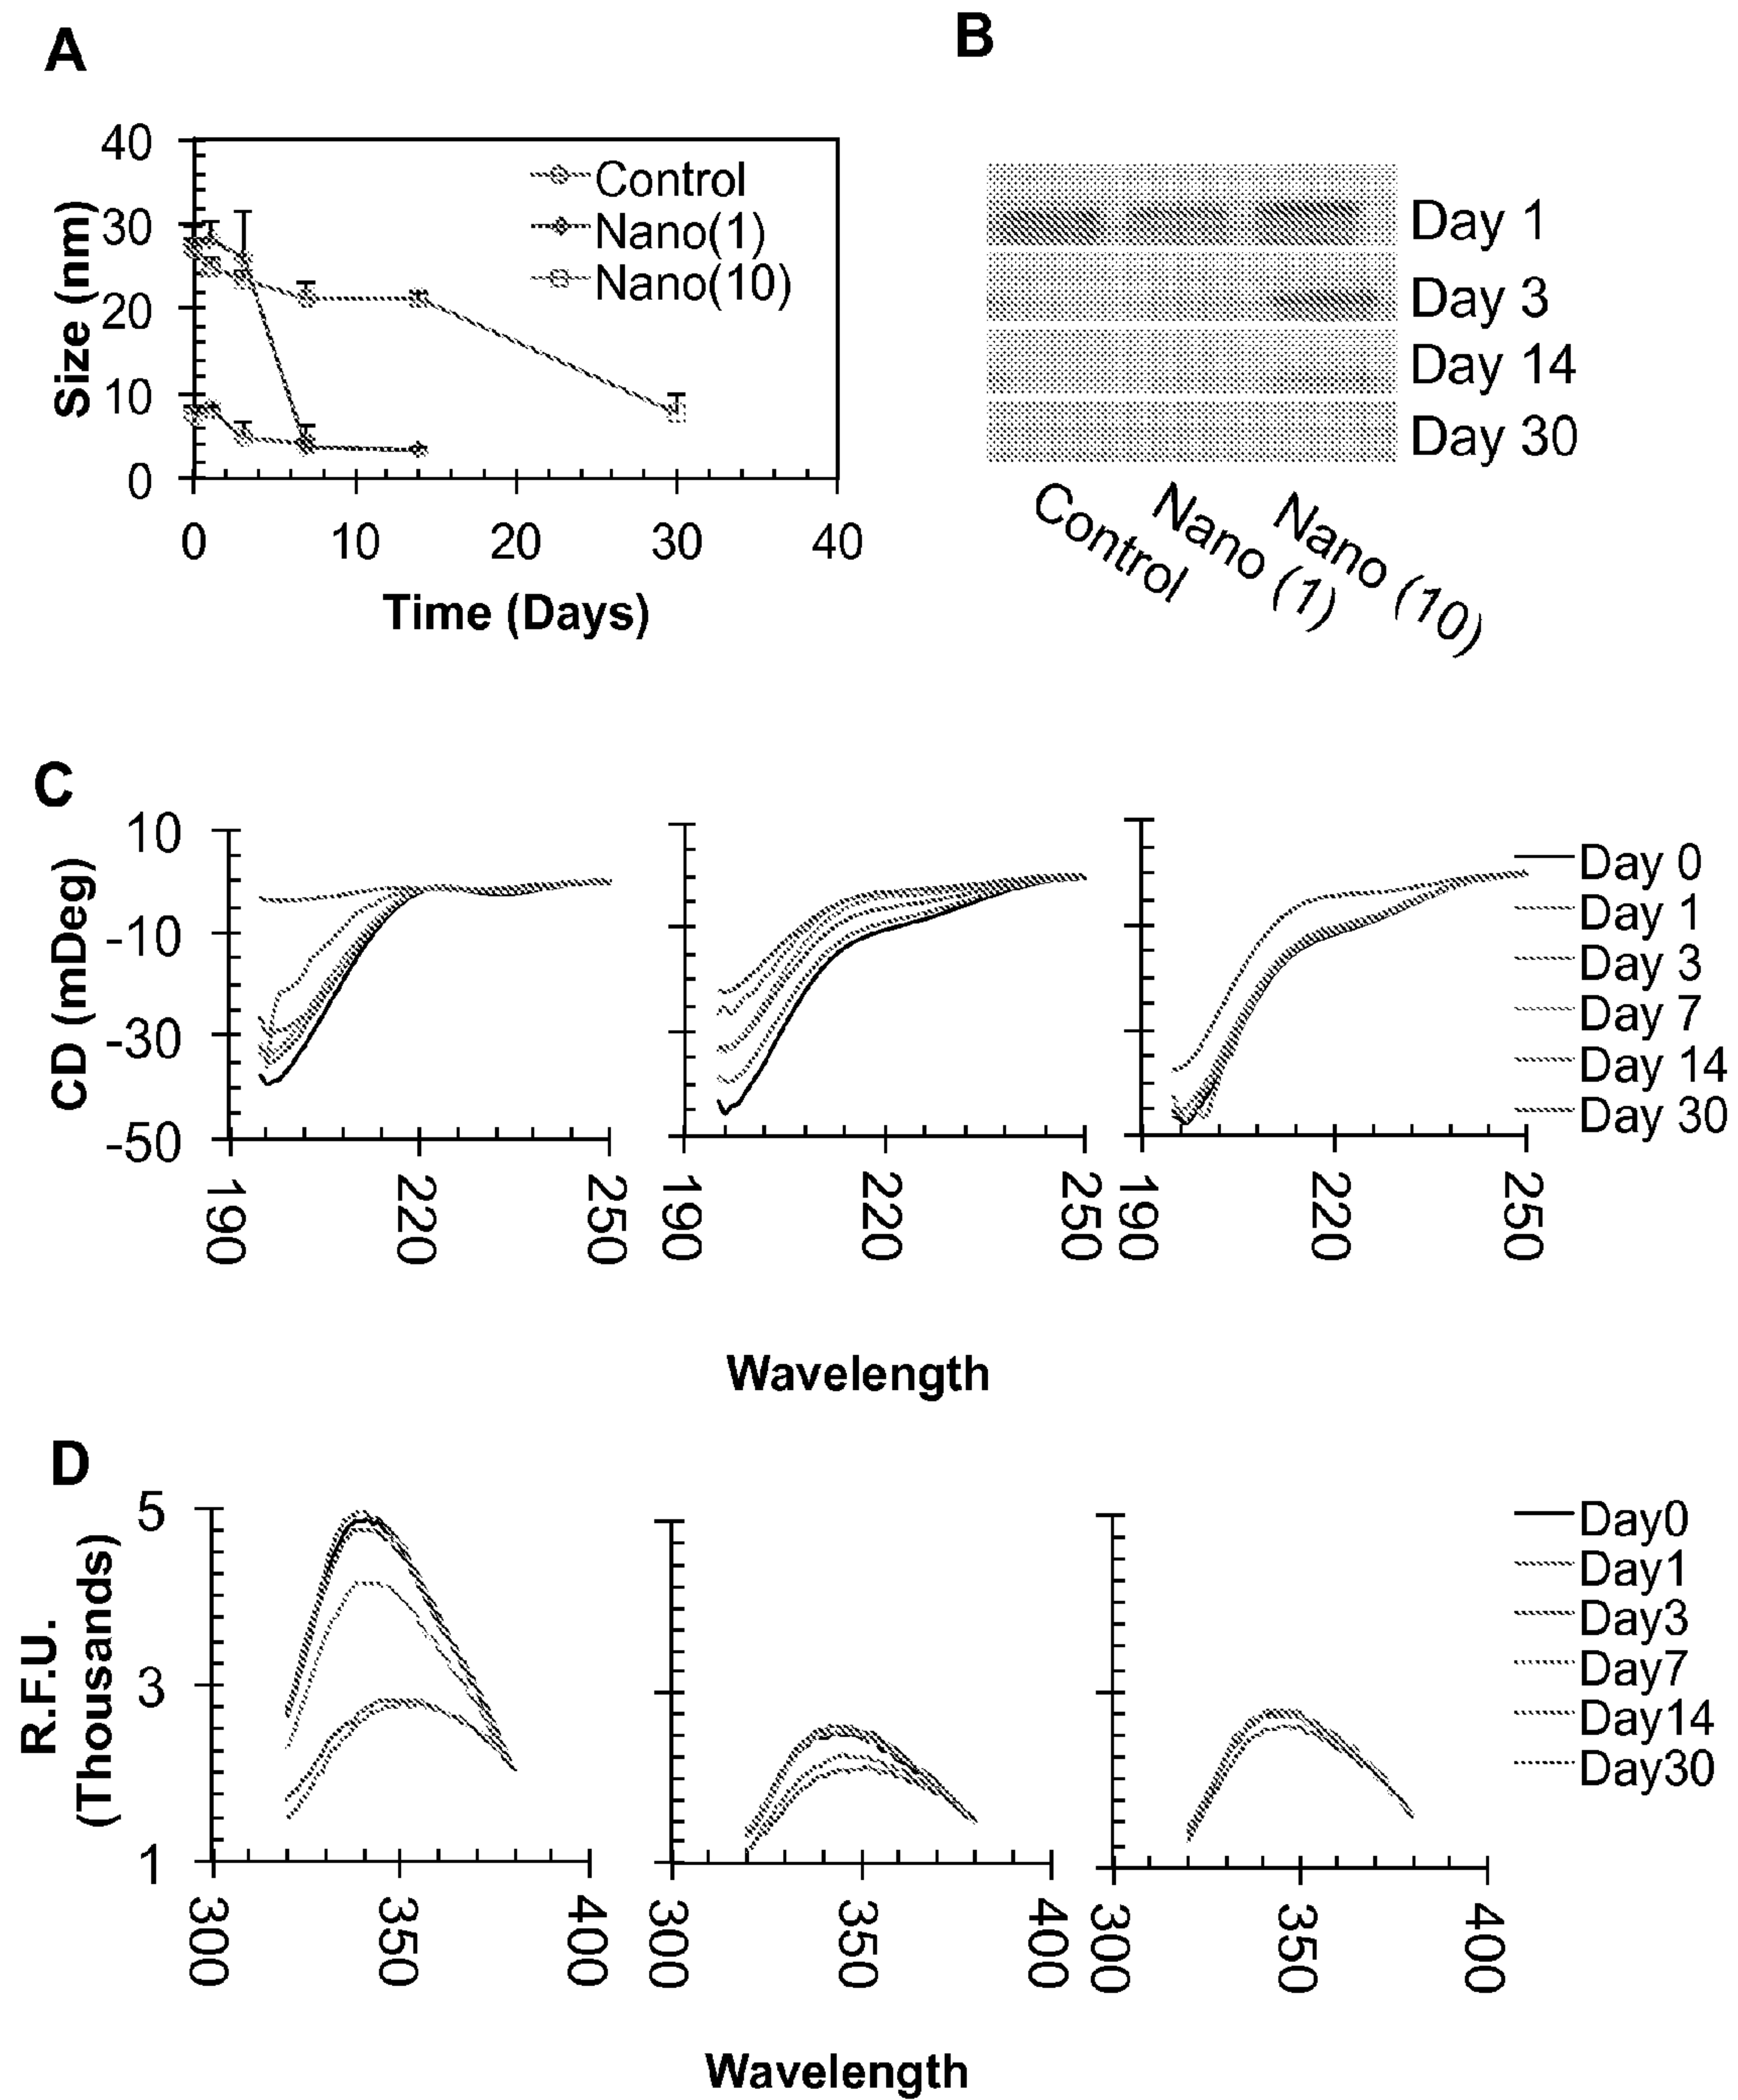 A
40
30
20
10
0
Size (nm)
Control
Nano(1)
Nano(10)
0 10 20 30 40
Time (Days)
B
Day 1
Day 3
Day 14
Day 30
Control
Nano (1)
Nano (10)
C
10
-10
-30
-50
CD (mDeg)
190 220 250
190 220 250
190 220 250
Day 0
Day 1
Day 3
Day 7
Day 14
Day 30
Wavelength
D
5
3
1
R.F.U.
(Thousands)
300 350 400
300 350 400
300 350 400
Day0
Day1
Day3
Day7
Day14
Day30
Wavelength